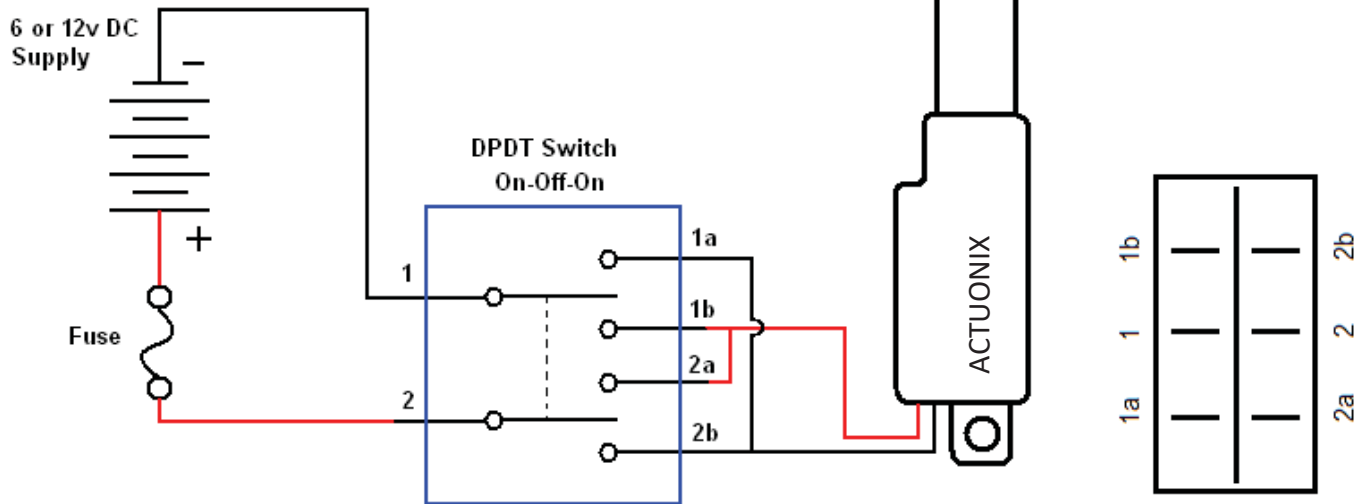 6 or 12v DC
Supply
−
+
Fuse
DPDT Switch
On-Off-On
1
2
1a
1b
2a
2b
ACTUONIX
1b
1
1a
2b
2
2a